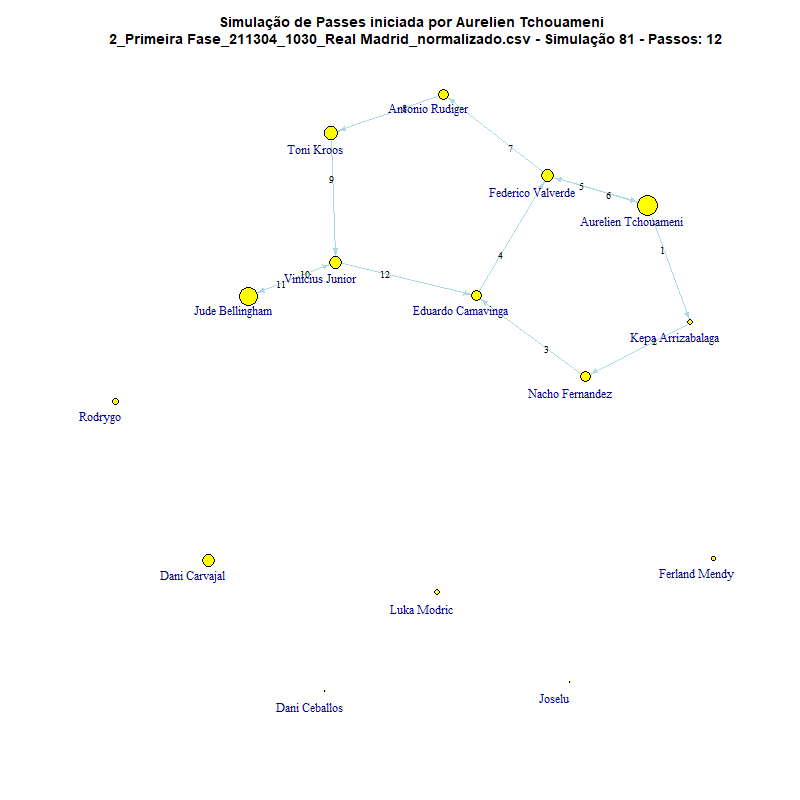 Simulação de Passes iniciada por Aurelien Tchouameni
2_Primeira Fase_211304_1030_Real Madrid_normalizado.csv - Simulação 81 - Passos: 12
Antonio Rudiger
8
Toni Kroos
7
9
Federico Valverde
5
6
Aurelien Tchouameni
1
4
Vinicius Junior
10
11
12
Jude Bellingham
Eduardo Camavinga
Kepa Arrizabalaga
2
3
Nacho Fernandez
Rodrygo
Dani Carvajal
Ferland Mendy
Luka Modric
Joselu
Dani Ceballos